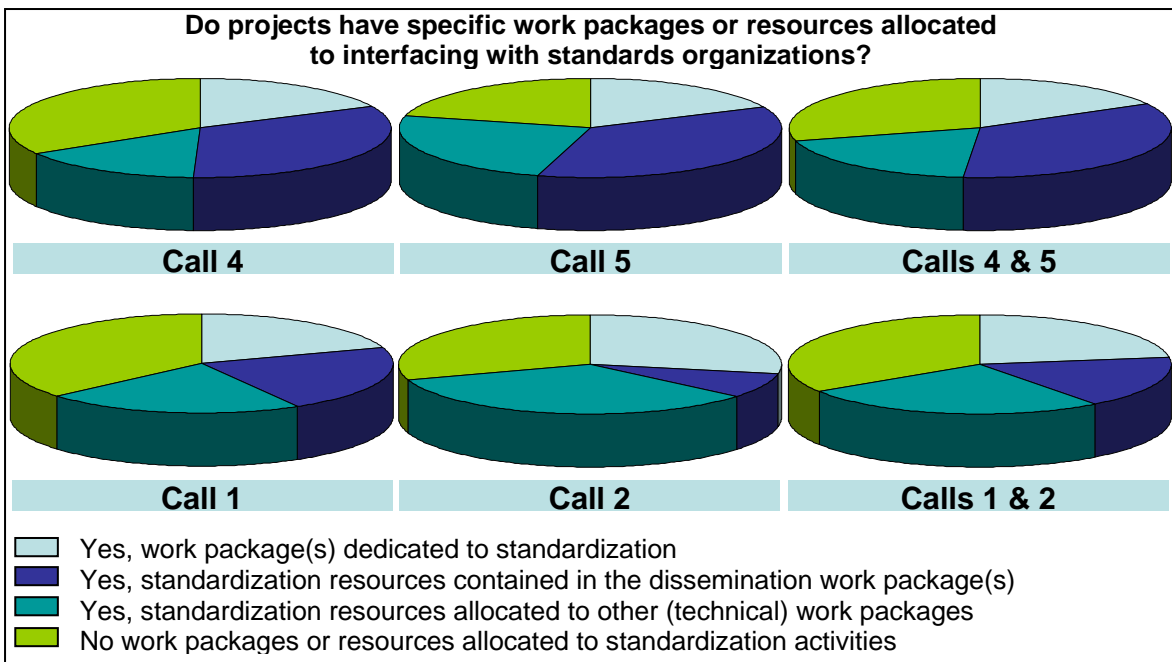 Do projects have specific work packages or resources allocated
to interfacing with standards organizations?
Call 4
Call 5
Calls 4 & 5
Call 1
Call 2
Calls 1 & 2
Yes, work package(s) dedicated to standardization
Yes, standardization resources contained in the dissemination work package(s)
Yes, standardization resources allocated to other (technical) work packages
No work packages or resources allocated to standardization activities